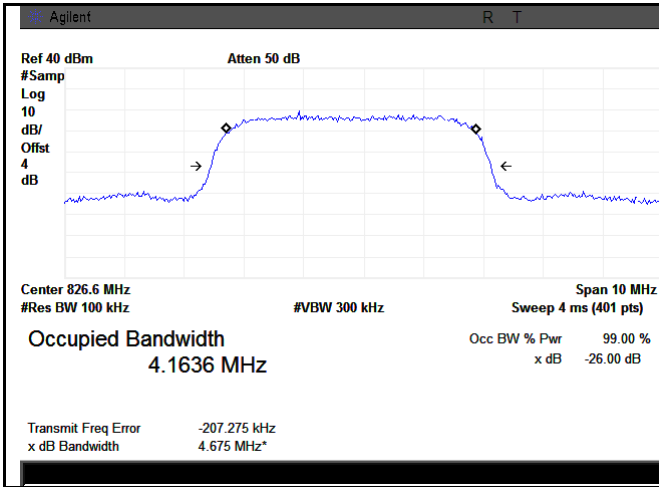 Agilent R T
Ref 40 dBm Atten 50 dB
#Samp
Log
10
dB/
Offst
4
dB
Center 826.6 MHz Span 10 MHz
#Res BW 100 kHz #VBW 300 kHz Sweep 4 ms (401 pts)
Occupied Bandwidth Occ BW % Pwr 99.00 %
4.1636 MHz x dB -26.00 dB
Transmit Freq Error -207.275 kHz
x dB Bandwidth 4.675 MHz*